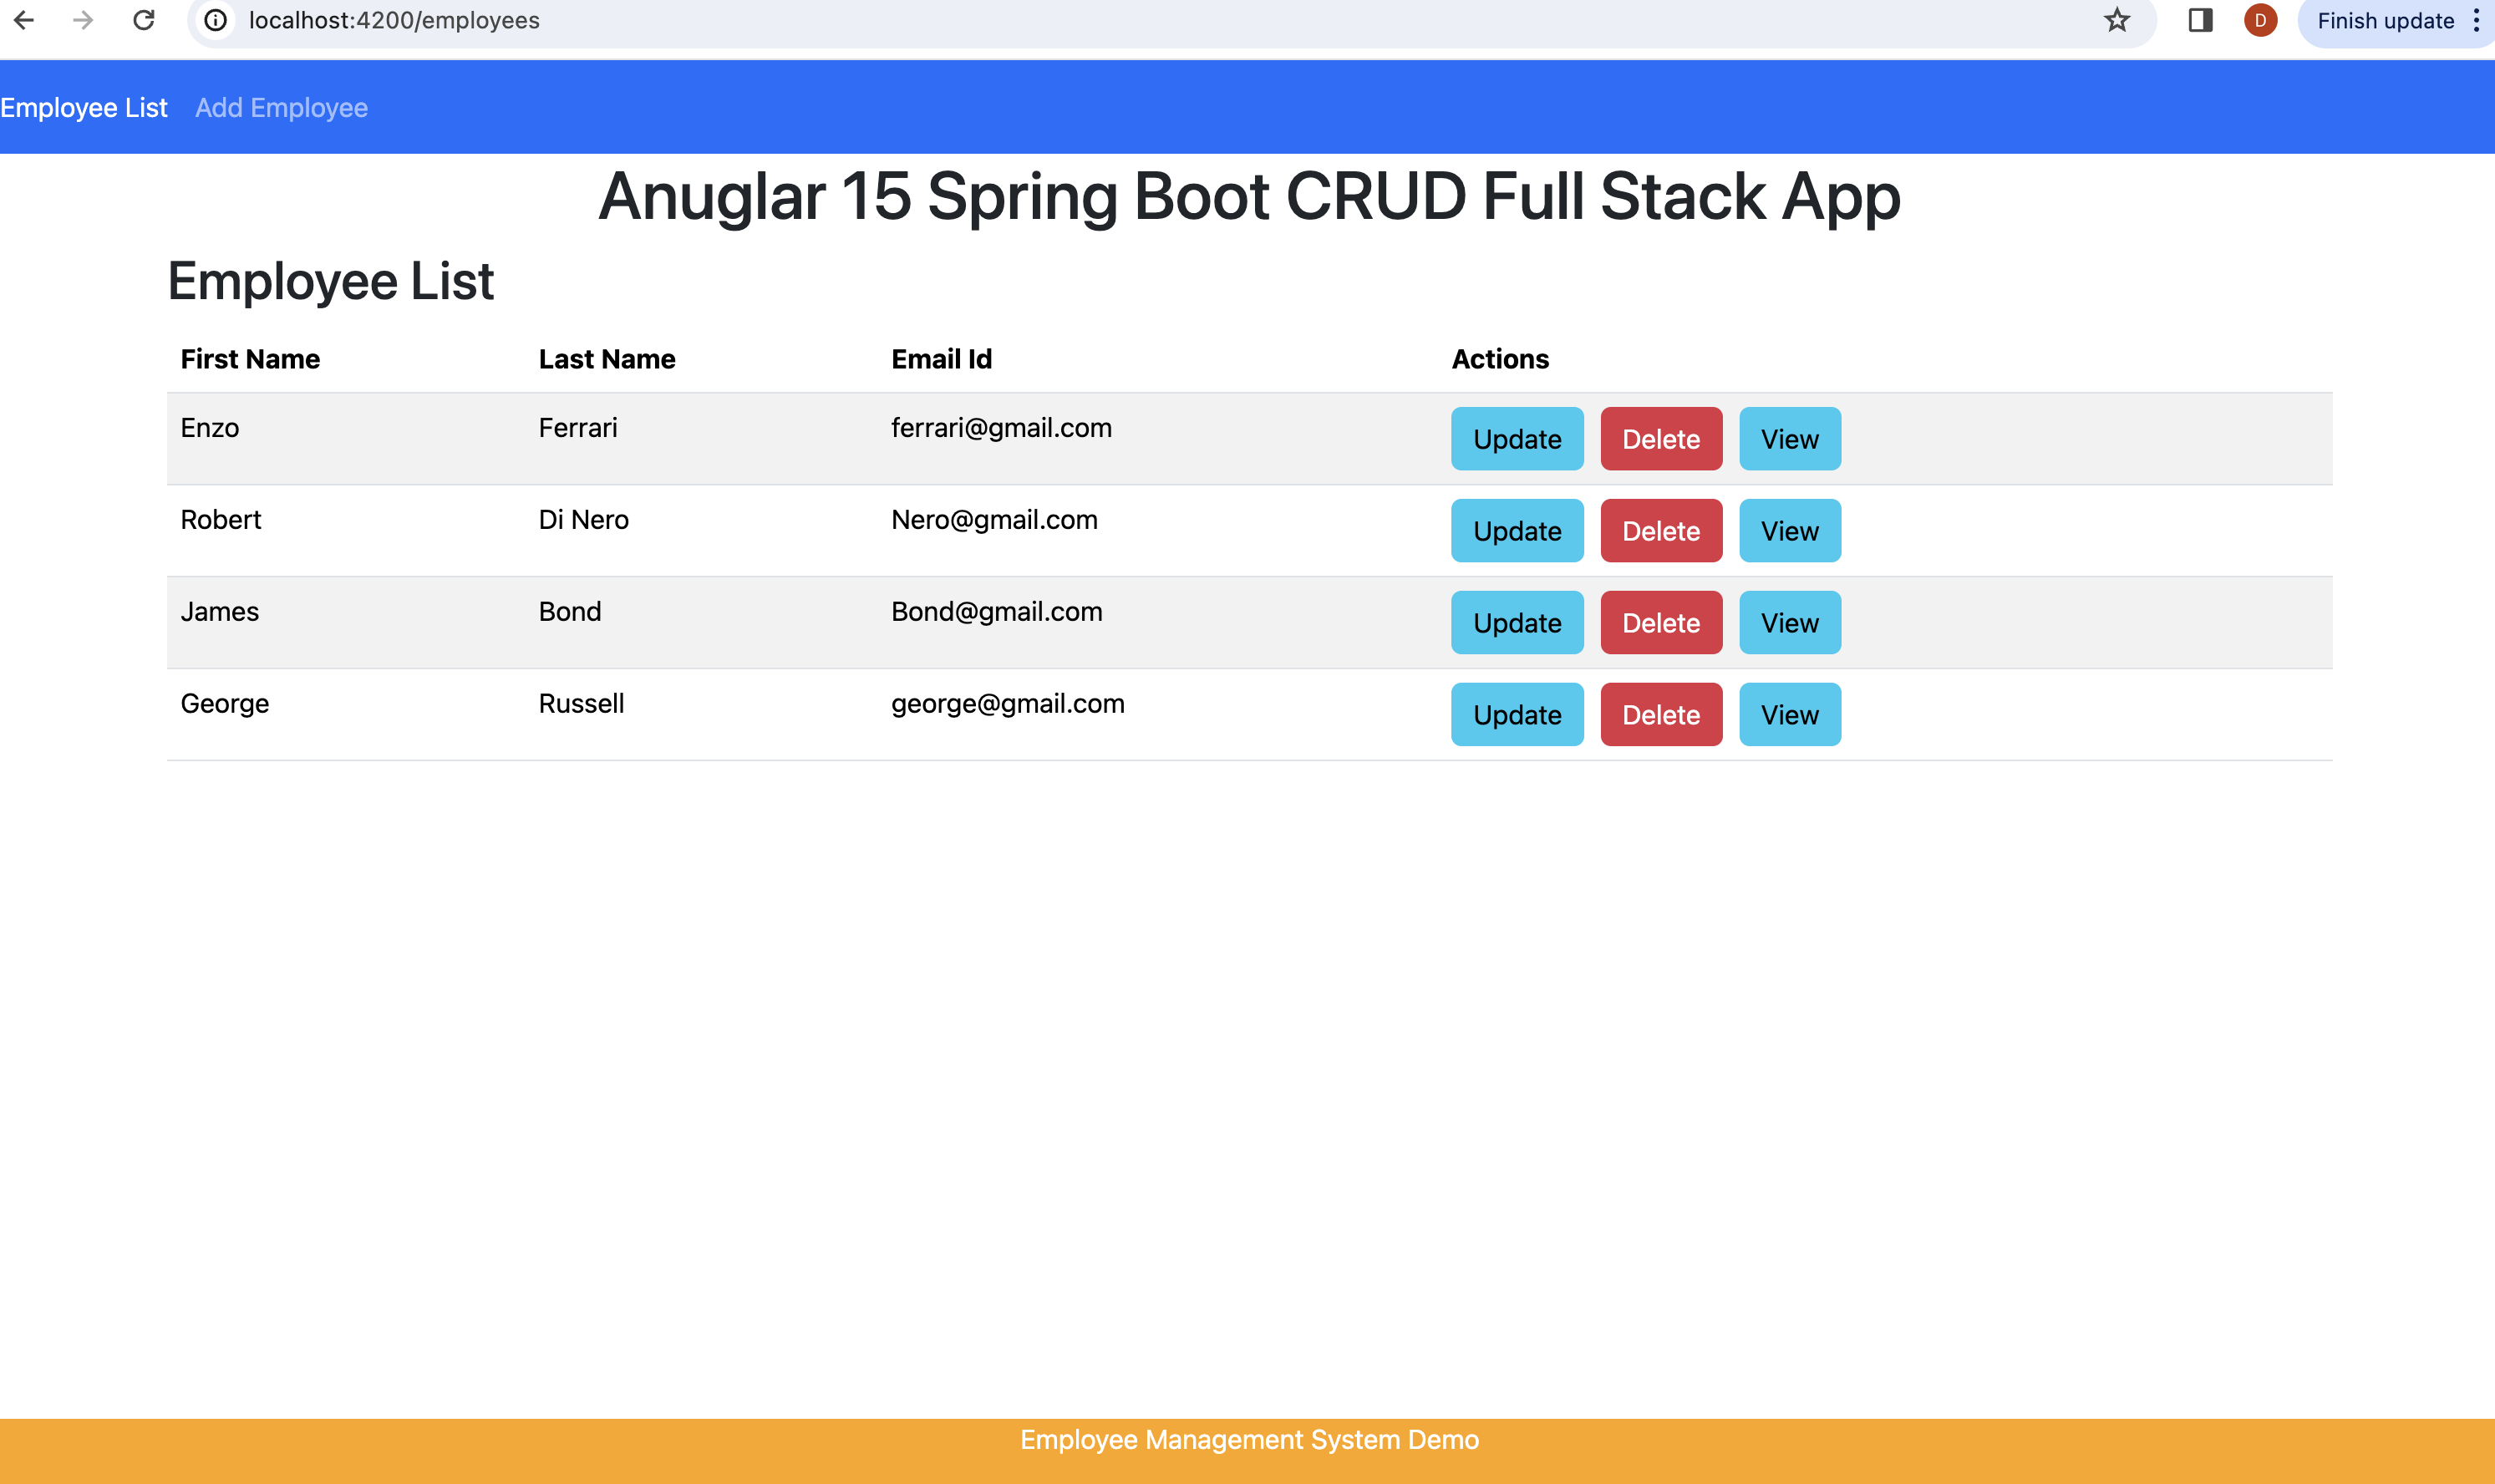 localhost:4200/employees D Finish update
Employee List Add Employee
Anuglar 15 Spring Boot CRUD Full Stack App
Employee List
First Name Last Name Email Id Actions
Enzo Ferrari ferrari@gmail.com Update Delete View
Robert Di Nero Nero@gmail.com Update Delete View
James Bond Bond@gmail.com Update Delete View
George Russell george@gmail.com Update Delete View
Employee Management System Demo